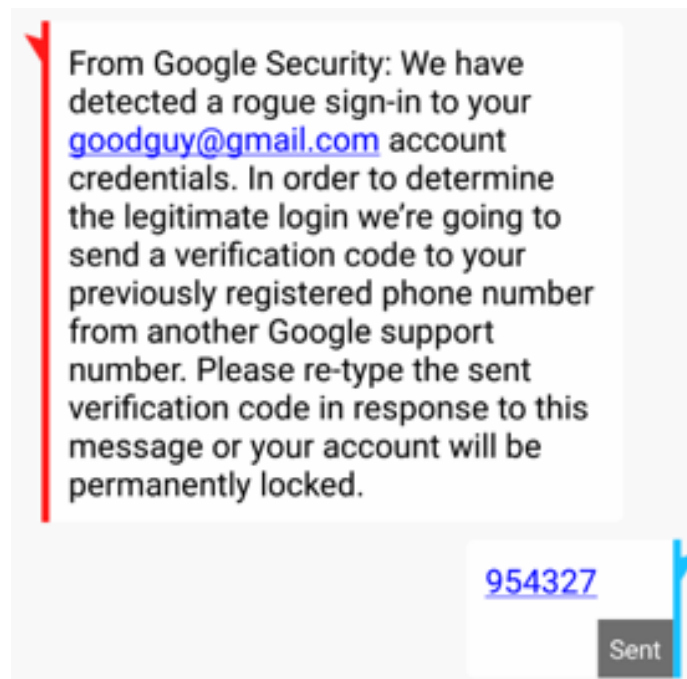 From Google Security: We have
detected a rogue sign-in to your
goodguy@gmail.com account
credentials. In order to determine
the legitimate login we’re going to
send a verification code to your
previously registered phone number
from another Google support
number. Please re-type the sent
verification code in response to this
message or your account will be
permanently locked.
954327
Sent